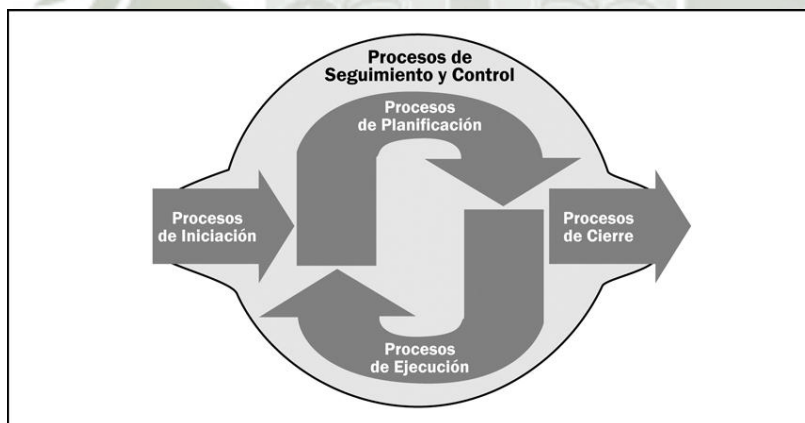 Procesos de
Seguimiento y Control
Procesos
de Planificación
Procesos
de Iniciación
Procesos
de Cierre
Procesos
de Ejecución